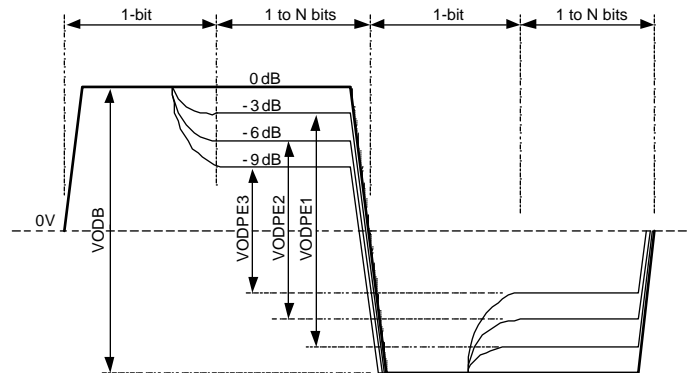 1-bit
1 to N bits
1-bit
1 to N bits
0 dB
- 3 dB
- 6 dB
- 9 dB
0V
VODB
VODPE3
VODPE2
VODPE1